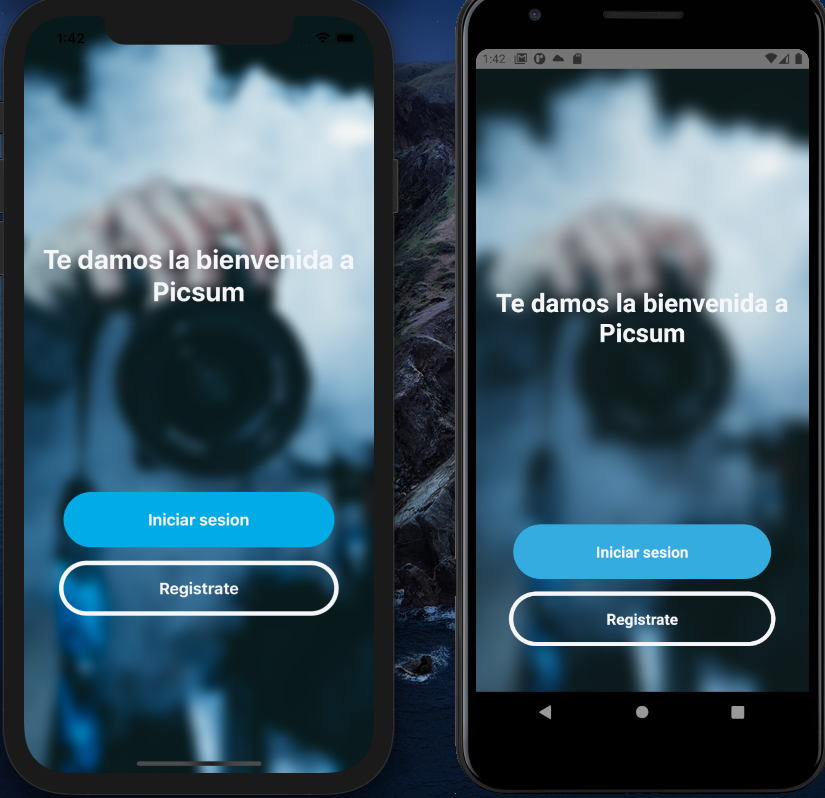 1:42
Te damos la bienvenida a
Picsum
Iniciar sesion
Registrate
1:42
Te damos la bienvenida a
Picsum
Iniciar sesion
Registrate